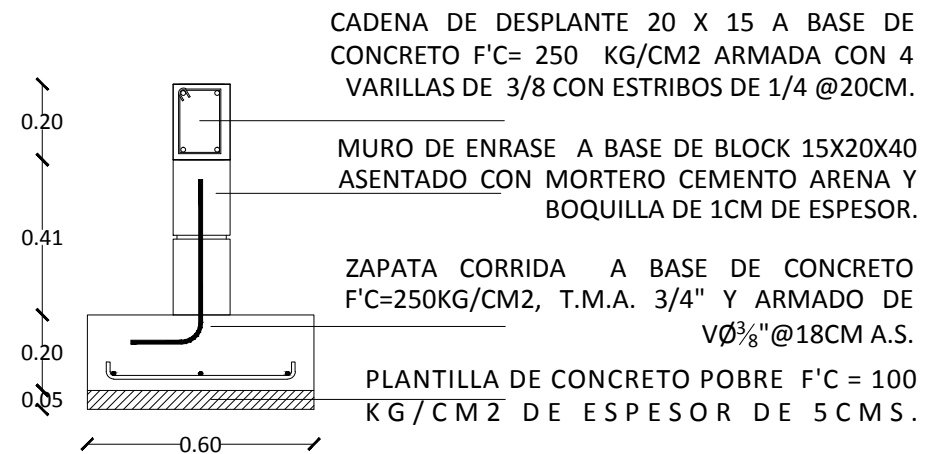 CADENA DE DESPLANTE 20 X 15 A BASE DE
CONCRETO F'C= 250 KG/CM2 ARMADA CON 4
VARILLAS DE 3/8 CON ESTRIBOS DE 1/4 @20CM.
0.20
MURO DE ENRASE A BASE DE BLOCK 15X20X40
ASENTADO CON MORTERO CEMENTO ARENA Y
BOQUILLA DE 1CM DE ESPESOR.
0.41
ZAPATA CORRIDA A BASE DE CONCRETO
F'C=250KG/CM2, T.M.A. 3/4" Y ARMADO DE
VØ⅜"@18CM A.S.
0.20
PLANTILLA DE CONCRETO POBRE F'C = 100
KG/CM2 DE ESPESOR DE 5CMS.
0.05
0.60